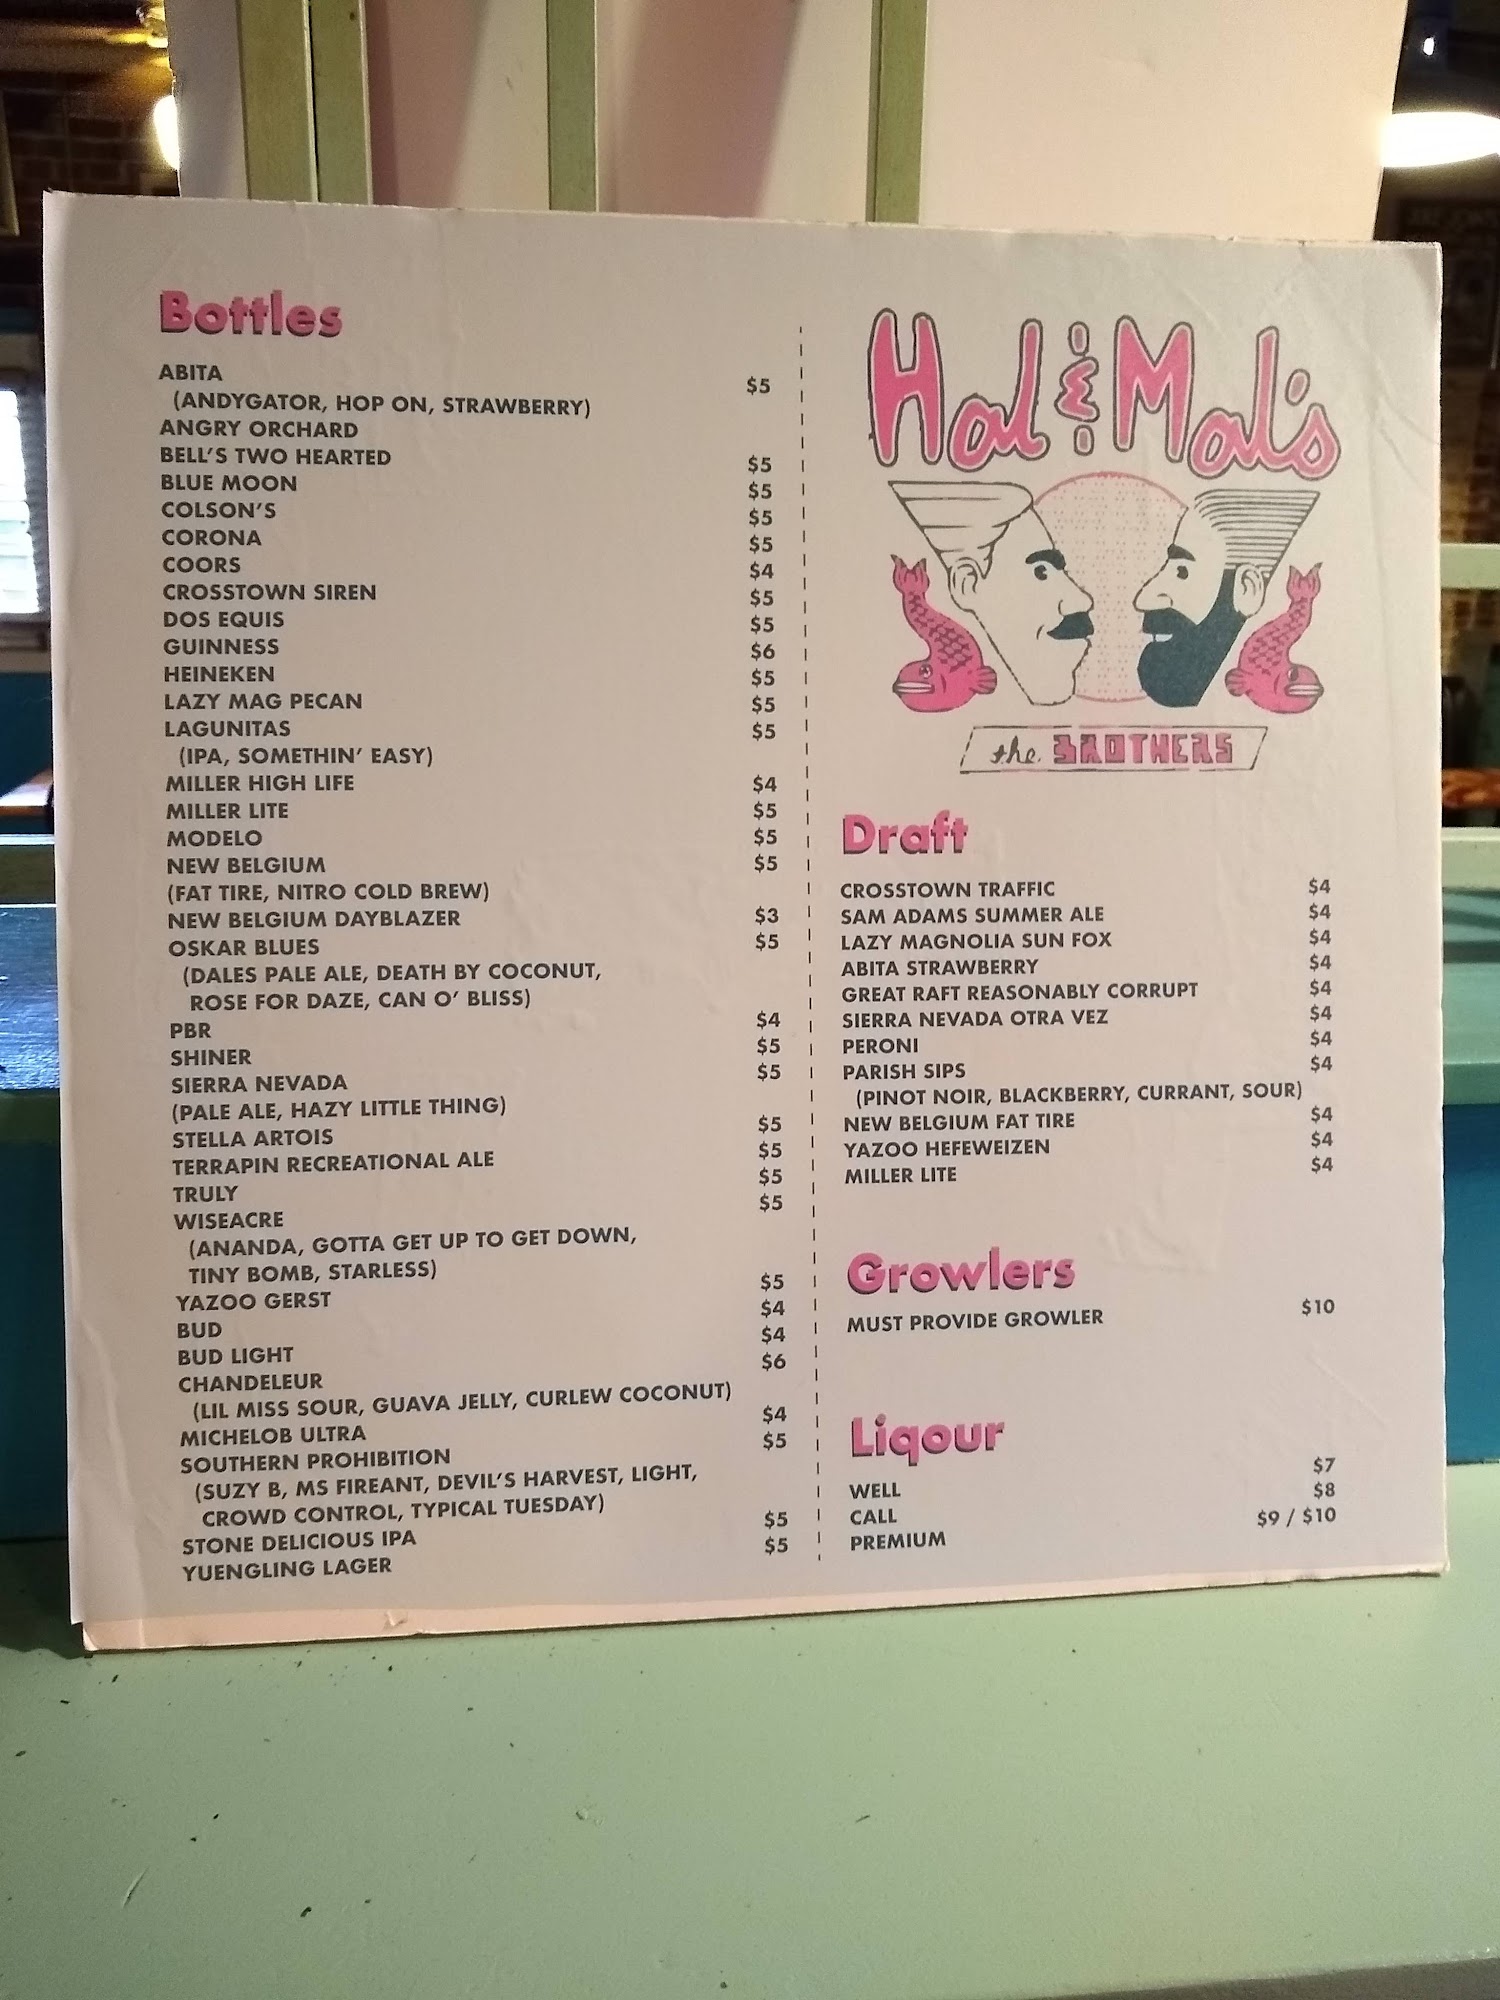 Bottles
ABITA $5
(ANDYGATOR, HOP ON, STRAWBERRY)
ANGRY ORCHARD $5
BELL'S TWO HEARTED $5
BLUE MOON $5
COLSON'S $5
CORONA $4
COORS $5
CROSSTOWN SIREN $5
DOS EQUIS $6
GUINNESS $5
HEINEKEN $5
LAZY MAG PECAN $5
LAGUNITAS
(IPA, SOMETHIN' EASY)
MILLER HIGH LIFE $4
MILLER LITE $5
MODELO $5
NEW BELGIUM $5
(FAT TIRE, NITRO COLD BREW)
NEW BELGIUM DAYBLAZER $3
OSKAR BLUES $5
(DALES PALE ALE, DEATH BY COCONUT,
ROSE FOR DAZE, CAN O' BLISS)
PBR $4
SHINER $5
SIERRA NEVADA $5
(PALE ALE, HAZY LITTLE THING)
STELLA ARTOIS $5
TERRAPIN RECREATIONAL ALE $5
TRULY $5
WISEACRE $5
(ANANDA, GOTTA GET UP TO GET DOWN,
TINY BOMB, STARLESS)
YAZOO GERST $5
BUD $4
BUD LIGHT $4
CHANDELEUR $6
(LIL MISS SOUR, GUAVA JELLY, CURLEW COCONUT)
MICHELOB ULTRA $4
SOUTHERN PROHIBITION $5
(SUZY B, MS FIREANT, DEVIL'S HARVEST, LIGHT,
CROWD CONTROL, TYPICAL TUESDAY)
STONE DELICIOUS IPA $5
YUENGLING LAGER $5
Hal & Mal's
the BROTHERS
Draft
CROSSTOWN TRAFFIC $4
SAM ADAMS SUMMER ALE $4
LAZY MAGNOLIA SUN FOX $4
ABITA STRAWBERRY $4
GREAT RAFT REASONABLY CORRUPT $4
SIERRA NEVADA OTRA VEZ $4
PERONI $4
PARISH SIPS $4
(PINOT NOIR, BLACKBERRY, CURRANT, SOUR)
NEW BELGIUM FAT TIRE $4
YAZOO HEFEWEIZEN $4
MILLER LITE $4
Growlers
MUST PROVIDE GROWLER $10
Liqour
WELL $7
CALL $8
PREMIUM $9 / $10